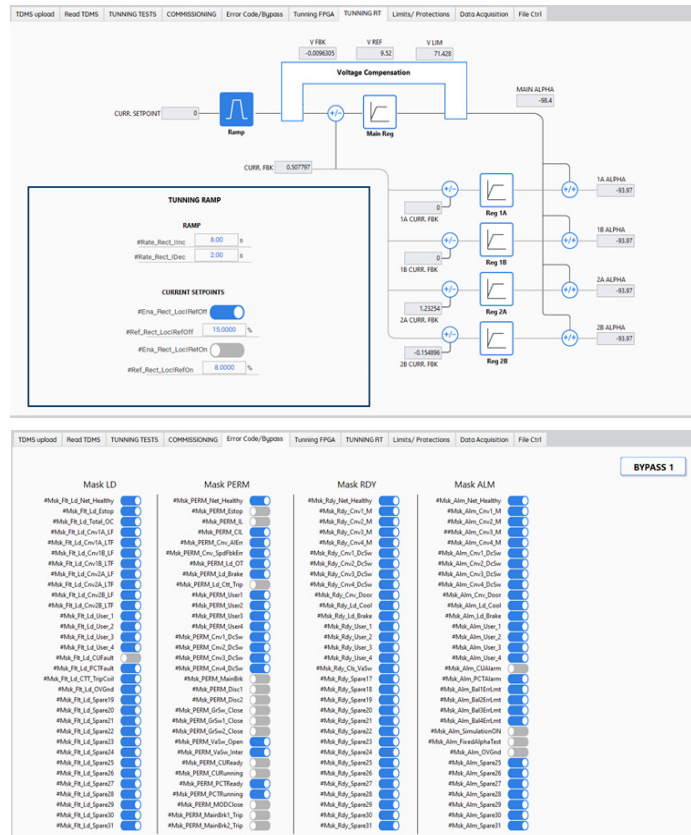 TDMS upload Read TDMS TUNNING TESTS COMMISSIONING Error Code/Bypass Tunning FPGA TUNNING RT Limits/ Protections Data Acquisition File Ctrl
V FBK V REF V LIM
-0.0096305 9.52 71.428
Voltage Compensation
MAIN ALPHA
-98.4
CURR. SETPOINT 0
+/-
Ramp
Main Reg
CURR. FBK 0.507797
TUNNING RAMP
RAMP
#Rate_Rect_IInc 8.00 s
#Rate_Rect_IDec 2.00 s
CURRENT SETPOINTS
#Ena_Rect_LoclRefOff
#Ref_Rect_LoclRefOff 15.0000 %
#Ena_Rect_LoclRefOn
#Ref_Rect_LoclRefOn 8.0000 %
1A ALPHA
+/- +/+ -93.97
0
1A CURR. FBK Reg 1A
1B ALPHA
+/- +/+ -93.97
0
1B CURR. FBK Reg 1B
2A ALPHA
+/- +/+ -93.97
1.23254
2A CURR. FBK Reg 2A
2B ALPHA
+/- +/+ -93.97
-0.154896
2B CURR. FBK Reg 2B
TDMS upload Read TDMS TUNNING TESTS COMMISSIONING Error Code/Bypass Tunning FPGA TUNNING RT Limits/ Protections Data Acquisition File Ctrl
BYPASS 1
Mask LD Mask PERM Mask RDY Mask ALM
#Msk_Flt_Ld_Net_Healthy #Msk_PERM_Net_Healthy #Msk_Rdy_Net_Healthy #Msk_Alm_Net_Healthy
#Msk_Flt_Ld_Estop #Msk_PERM_Estop #Msk_Rdy_Cnv1_M #Msk_Alm_Cnv1_M
#Msk_Flt_Ld_Total_OC #Msk_PERM_IL #Msk_Rdy_Cnv2_M #Msk_Alm_Cnv2_M
#Msk_Flt_Ld_Cnv1A_LF #Msk_PERM_CIL #Msk_Rdy_Cnv3_M #Msk_Alm_Cnv3_M
#Msk_Flt_Ld_Cnv1A_LTF #Msk_PERM_Cnv_AlErr #Msk_Rdy_Cnv4_M #Msk_Alm_Cnv4_M
#Msk_Flt_Ld_Cnv1B_LF #Msk_PERM_Cnv_SpdFbkErr #Msk_Rdy_Cnv1_DcSw #Msk_Alm_Cnv1_DcSw
#Msk_Flt_Ld_Cnv1B_LTF #Msk_PERM_Ld_OT #Msk_Rdy_Cnv2_DcSw #Msk_Alm_Cnv2_DcSw
#Msk_Flt_Ld_Cnv2A_LF #Msk_PERM_Ld_Brake #Msk_Rdy_Cnv3_DcSw #Msk_Alm_Cnv3_DcSw
#Msk_Flt_Ld_Cnv2A_LTF #Msk_PERM_Ld_Ctt_Trip #Msk_Rdy_Cnv4_DcSw #Msk_Alm_Cnv4_DcSw
#Msk_Flt_Ld_Cnv2B_LF #Msk_PERM_User1 #Msk_Rdy_Cnv_Door #Msk_Alm_Cnv_Door
#Msk_Flt_Ld_Cnv2B_LTF #Msk_PERM_User2 #Msk_Rdy_Ld_Cool #Msk_Alm_Ld_Cool
#Msk_Flt_Ld_User_1 #Msk_PERM_User3 #Msk_Rdy_Ld_Brake #Msk_Alm_Ld_Brake
#Msk_Flt_Ld_User_2 #Msk_PERM_User4 #Msk_Rdy_User_1 #Msk_Alm_User_1
#Msk_Flt_Ld_User_3 #Msk_PERM_Cnv1_DcSw #Msk_Rdy_User_2 #Msk_Alm_User_2
#Msk_Flt_Ld_User_4 #Msk_PERM_Cnv2_DcSw #Msk_Rdy_User_3 #Msk_Alm_User_3
#Msk_Flt_Ld_CUFault #Msk_PERM_Cnv3_DcSw #Msk_Rdy_User_4 #Msk_Alm_User_4
#Msk_Flt_Ld_PCTFault #Msk_PERM_Cnv4_DcSw #Msk_Rdy_Cls_VaSw #Msk_Alm_CUAlarm
#Msk_Flt_Ld_CTT_TripCoil #Msk_PERM_MainBrk #Msk_Rdy_Spare17 #Msk_Alm_PCTAlarm
#Msk_Flt_Ld_OVGnd #Msk_PERM_Disc1 #Msk_Rdy_Spare18 #Msk_Alm_Bal1ErrLmt
#Msk_Flt_Ld_Spare19 #Msk_PERM_Disc2 #Msk_Rdy_Spare19 #Msk_Alm_Bal2ErrLmt
#Msk_Flt_Ld_Spare20 #Msk_PERM_GrSw_Close #Msk_Rdy_Spare20 #Msk_Alm_Bal3ErrLmt
#Msk_Flt_Ld_Spare21 #Msk_PERM_GrSw1_Close #Msk_Rdy_Spare21 #Msk_Alm_Bal4ErrLmt
#Msk_Flt_Ld_Spare22 #Msk_PERM_GrSw2_Close #Msk_Rdy_Spare22 #Msk_Alm_SimulationON
#Msk_Flt_Ld_Spare23 #Msk_PERM_VaSw_Open #Msk_Rdy_Spare23 #Msk_Alm_FixedAlphaTest
#Msk_Flt_Ld_Spare24 #Msk_PERM_VaSw_Inter #Msk_Rdy_Spare24 #Msk_Alm_OVGnd
#Msk_Flt_Ld_Spare25 #Msk_PERM_CUReady #Msk_Rdy_Spare25 #Msk_Alm_Spare25
#Msk_Flt_Ld_Spare26 #Msk_PERM_CURunning #Msk_Rdy_Spare26 #Msk_Alm_Spare26
#Msk_Flt_Ld_Spare27 #Msk_PERM_PCTReady #Msk_Rdy_Spare27 #Msk_Alm_Spare27
#Msk_Flt_Ld_Spare28 #Msk_PERM_PCTRunning #Msk_Rdy_Spare28 #Msk_Alm_Spare28
#Msk_Flt_Ld_Spare29 #Msk_PERM_MODClose #Msk_Rdy_Spare29 #Msk_Alm_Spare29
#Msk_Flt_Ld_Spare30 #Msk_PERM_MainBrk1_Trip #Msk_Rdy_Spare30 #Msk_Alm_Spare30
#Msk_Flt_Ld_Spare31 #Msk_PERM_MainBrk2_Trip #Msk_Rdy_Spare31 #Msk_Alm_Spare31